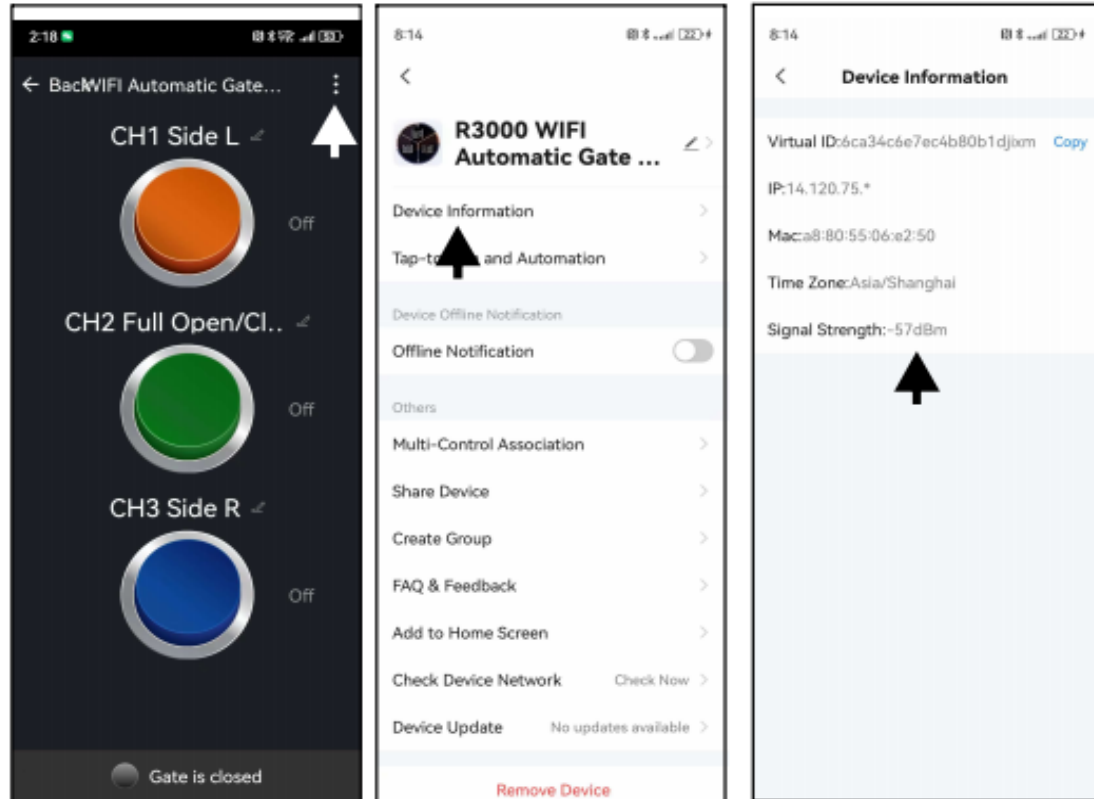 2:18
53
← BackWIFI Automatic Gate...
CH1 Side L
Off
CH2 Full Open/Cl..
Off
CH3 Side R
Off
Gate is closed
8:14
22
R3000 WIFI
Automatic Gate ...
Device Information
Tap-to and Automation
Device Offline Notification
Offline Notification
Others
Multi-Control Association
Share Device
Create Group
FAQ & Feedback
Add to Home Screen
Check Device Network Check Now
Device Update No updates available
Remove Device
8:14
22
Device Information
Virtual ID:6ca34c6e7ec4b80b1djixm Copy
IP:14.120.75.*
Mac:a8:80:55:06:e2:50
Time Zone:Asia/Shanghai
Signal Strength:-57dBm